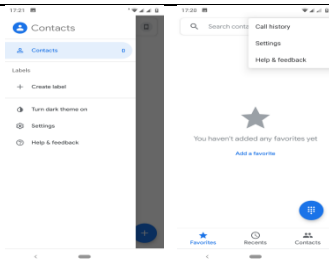 17:21
Contacts
Contacts
Labels
Create label
Turn dark theme on
Settings
Help & feedback
17:20
Search conta
Call history
Settings
Help & feedback
You haven't added any favorites yet
Add a favorite
Favorites
Recents
Contacts